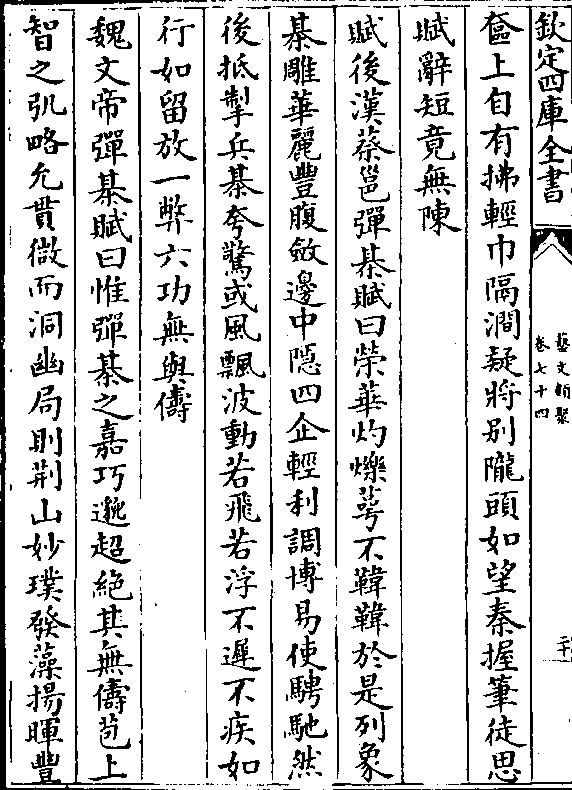 欽定四庫全書
藝文類聚
卷七十四
奩上自有拂輕巾隔澗疑將别隴頭如望秦握筆徒思
賦辭短竟無陳
賦後漢蔡邕彈棊賦曰榮華灼爍萼不韡韡於是列象
棊雕華麗豐腹斂邊中隠四企輕利調博易使騁馳然
後抵掣兵棊夸驚或風飄波動若飛若浮不遲不疾如
行如留放一弊六功無與儔
魏文帝彈棊賦曰惟彈棊之嘉巧邈超絶其無儔苞上
智之弘略允貫微而洞幽局則荆山妙璞發藻揚暉豐